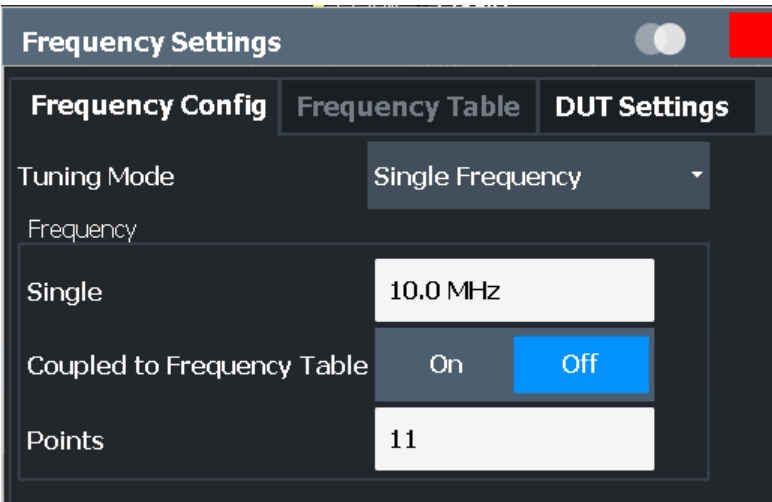 Frequency Settings
Frequency Config Frequency Table DUT Settings
Tuning Mode Single Frequency
Frequency
Single 10.0 MHz
Coupled to Frequency Table On Off
Points 11